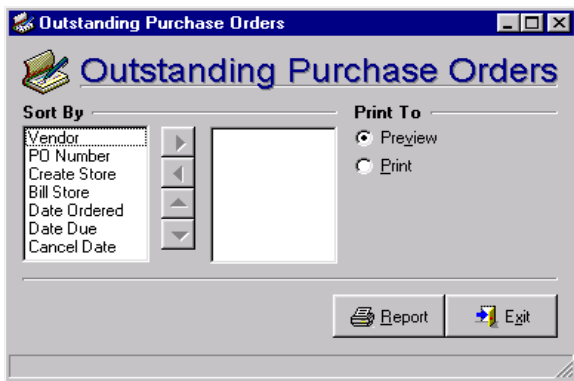 Outstanding Purchase Orders
Outstanding Purchase Orders
Sort By
Vendor
PO Number
Create Store
Bill Store
Date Ordered
Date Due
Cancel Date
Print To
Preview
Print
Report
Exit